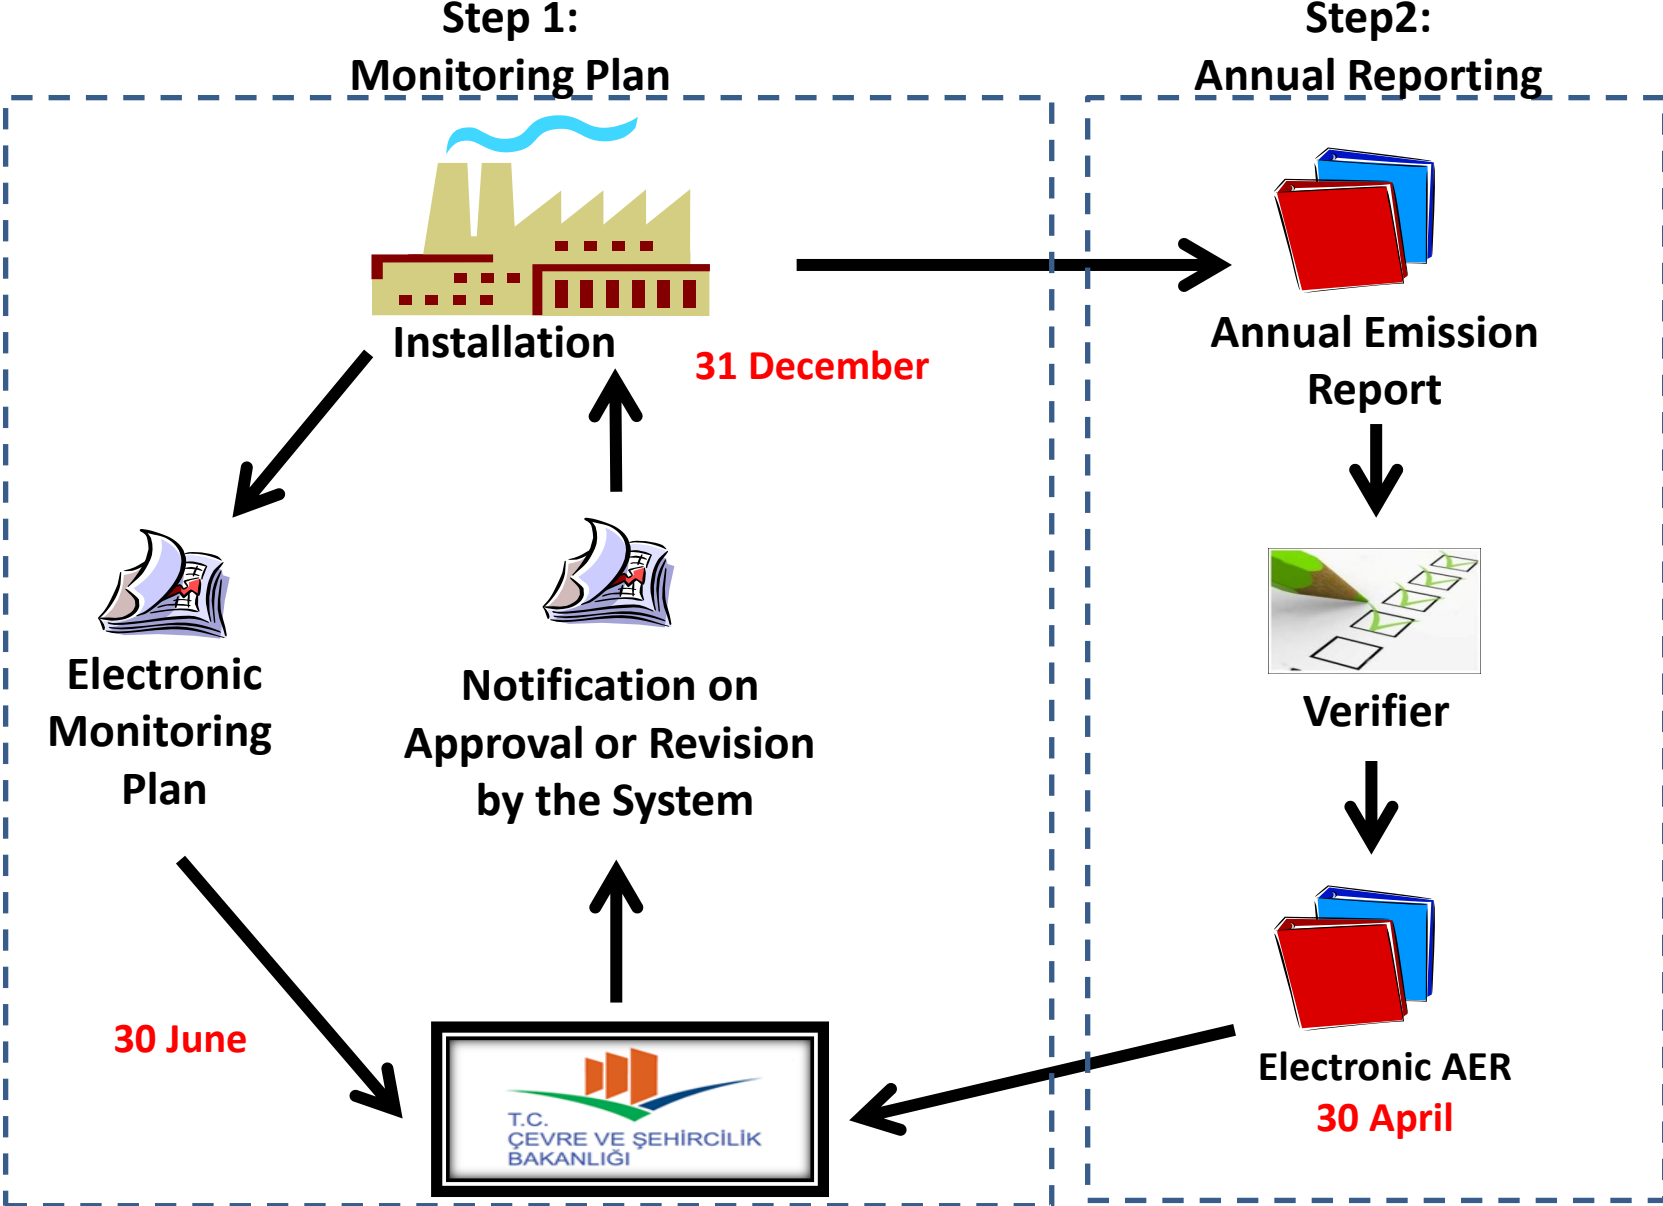 Step 1:
Monitoring Plan
Installation
31 December
Electronic
Monitoring
Plan
Notification on
Approval or Revision
by the System
30 June
T.C.
ÇEVRE VE ŞEHİRCİLİK
BAKANLIĞI
Step2:
Annual Reporting
Annual Emission
Report
Verifier
Electronic AER
30 April